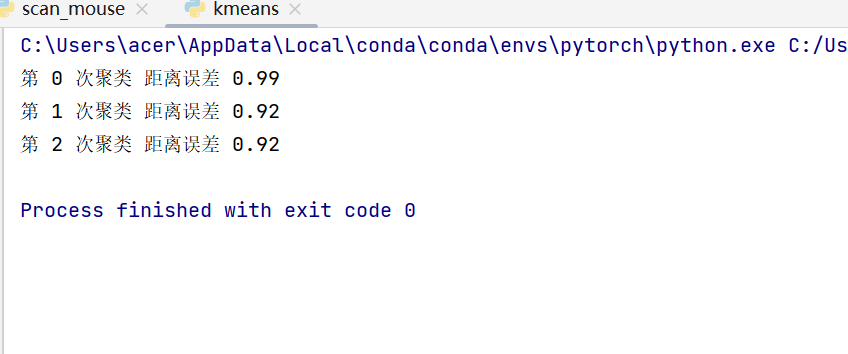 scan_mouse kmeans
C:\Users\acer\AppData\Local\conda\conda\envs\pytorch\python.exe C:/Us
第 0 次聚类 距离误差 0.99
第 1 次聚类 距离误差 0.92
第 2 次聚类 距离误差 0.92
Process finished with exit code 0